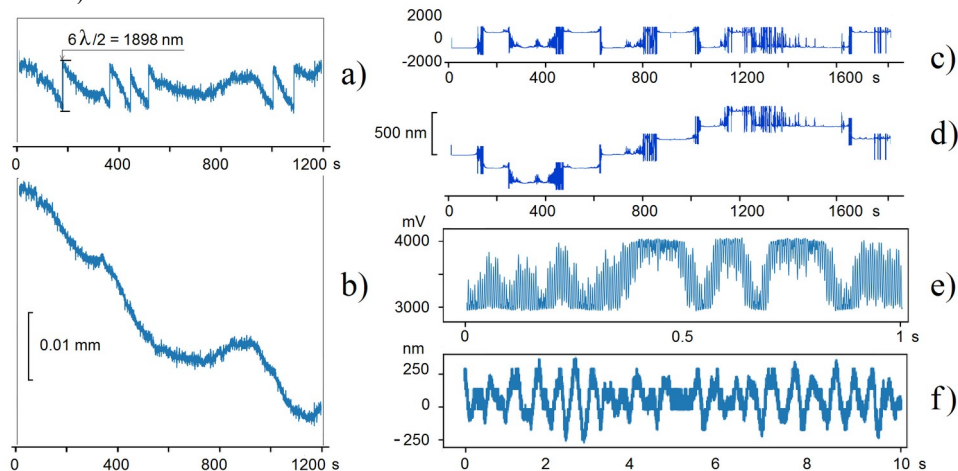 6 λ/2 = 1898 nm
a)
0 400 800 1200 s
0.01 mm
b)
0 400 800 1200 s
2000
0
-2000
c)
0 400 800 1200 1600 s
500 nm
d)
0 400 800 1200 1600 s
mV
4000
3000
e)
0 0.5 1 s
nm
250
0
-250
f)
0 2 4 6 8 10 s